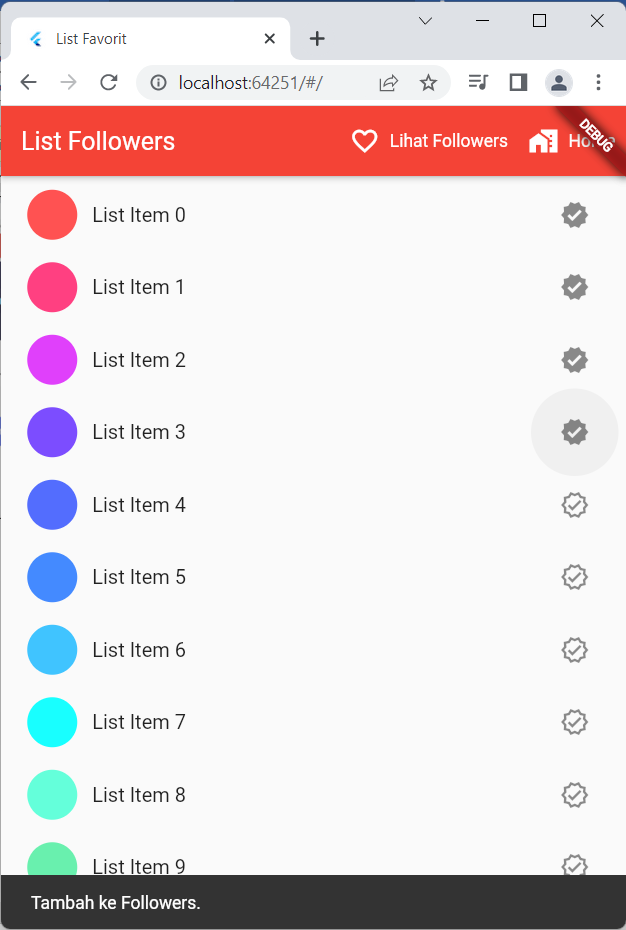 List Favorit
localhost:64251/#/
List Followers
Lihat Followers
DEBUG
List Item 0
List Item 1
List Item 2
List Item 3
List Item 4
List Item 5
List Item 6
List Item 7
List Item 8
List Item 9
Tambah ke Followers.